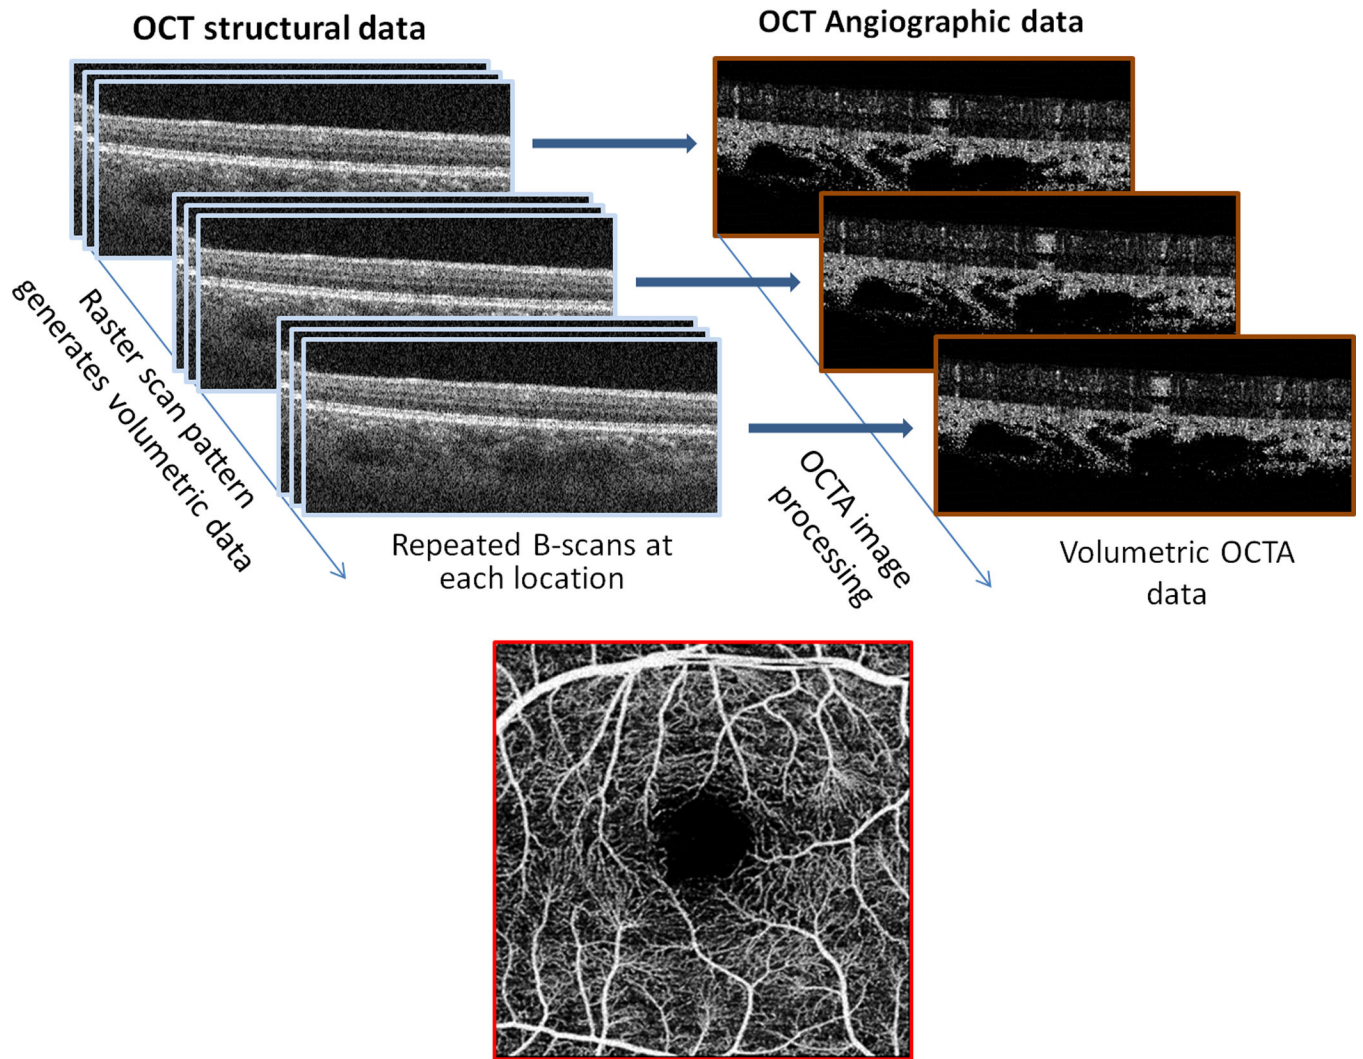 OCT structural data
OCT Angiographic data
Raster scan pattern
generates volumetric data
Repeated B-scans at
each location
OCTA image
processing
Volumetric OCTA
data